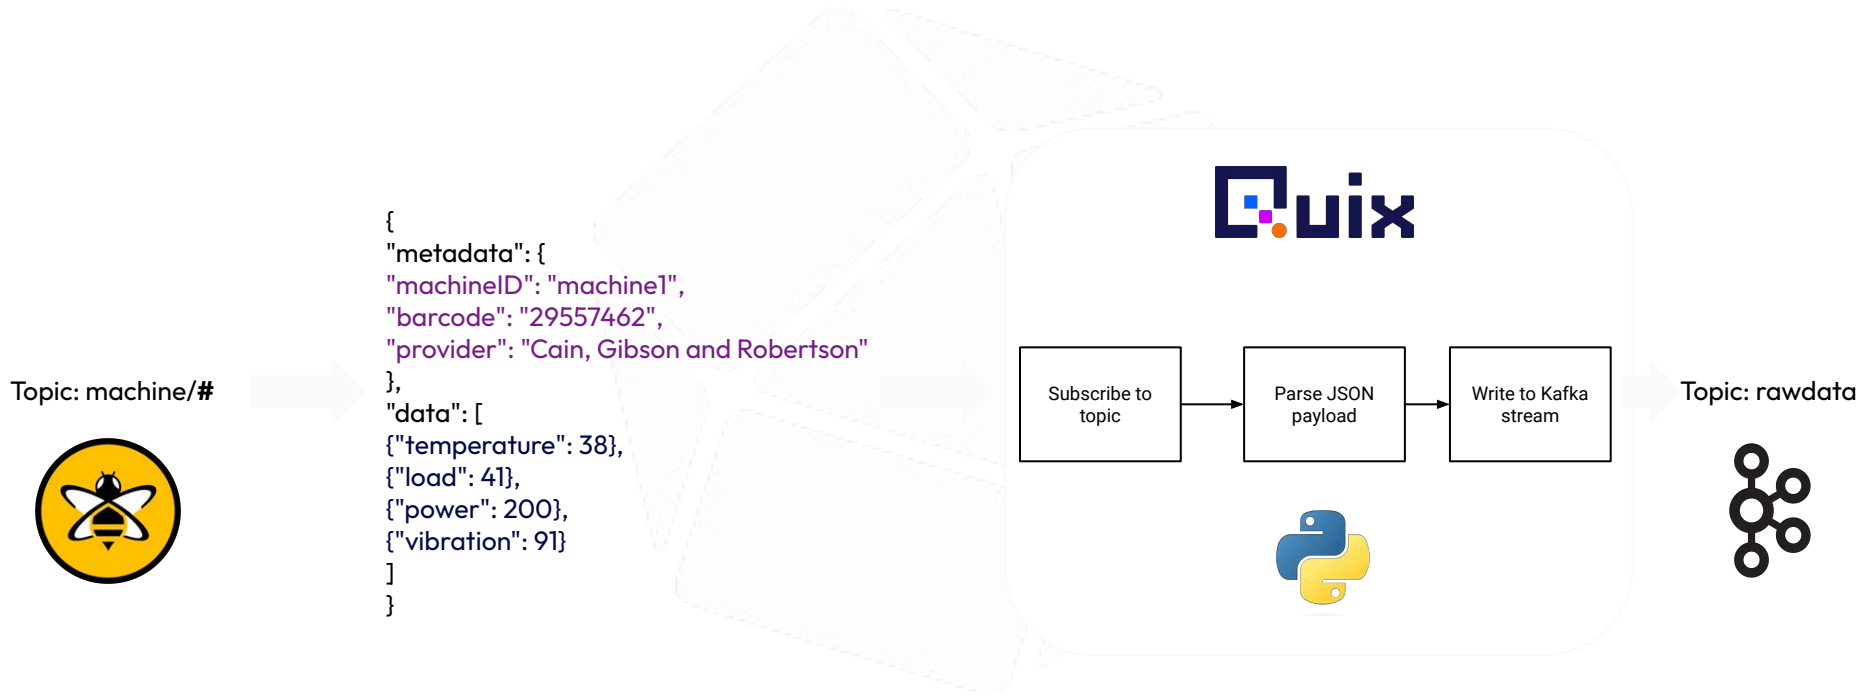 Topic: machine/#
{
"metadata": {
"machineID": "machine1",
"barcode": "29557462",
"provider": "Cain, Gibson and Robertson"
},
"data": [
{"temperature": 38},
{"load": 41},
{"power": 200},
{"vibration": 91}
]
}
Quix
Subscribe to
topic
Parse JSON
payload
Write to Kafka
stream
Topic: rawdata